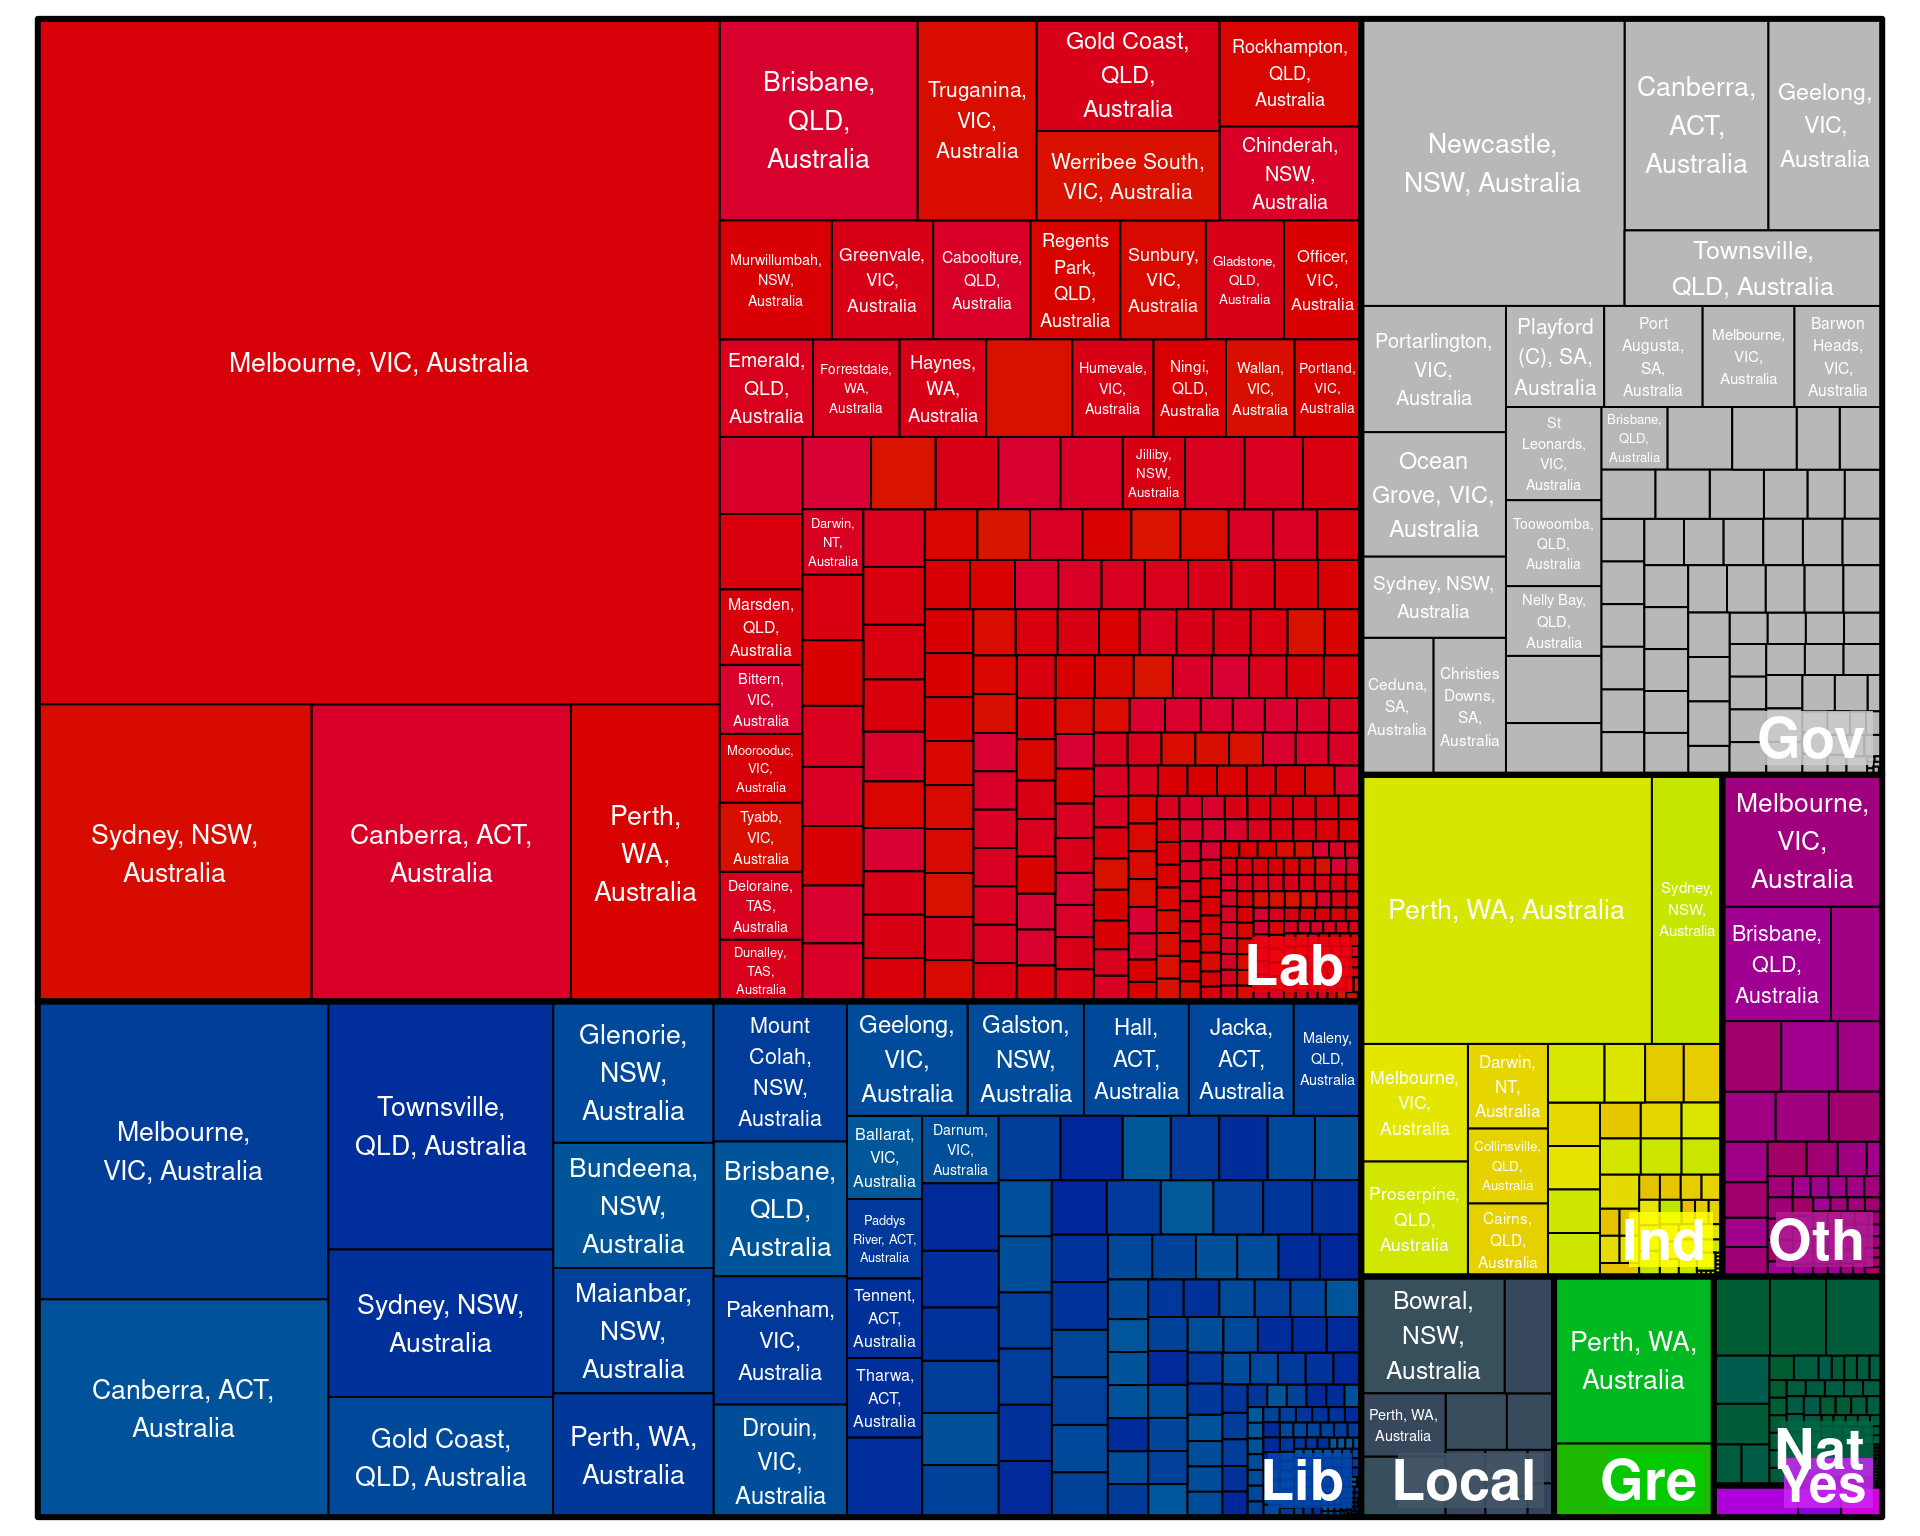 Melbourne, VIC, Australia
Sydney, NSW,
Australia
Canberra, ACT,
Australia
Perth,
WA,
Australia
Brisbane,
QLD,
Australia
Truganina,
VIC,
Australia
Gold Coast,
QLD,
Australia
Werribee South,
VIC, Australia
Rockhampton,
QLD,
Australia
Chinderah,
NSW,
Australia
Murwillumbah,
NSW,
Australia
Greenvale,
VIC,
Australia
Caboolture,
QLD,
Australia
Regents
Park,
QLD,
Australia
Sunbury,
VIC,
Australia
Gladstone,
QLD,
Australia
Officer,
VIC,
Australia
Emerald,
QLD,
Australia
Forrestdale,
WA,
Australia
Haynes,
WA,
Australia
Humevale,
VIC,
Australia
Ningi,
QLD,
Australia
Wallan,
VIC,
Australia
Portland,
VIC,
Australia
Jilliby,
NSW,
Australia
Darwin,
NT,
Australia
Marsden,
QLD,
Australia
Bittern,
VIC,
Australia
Moorooduc,
VIC,
Australia
Tyabb,
VIC,
Australia
Deloraine,
TAS,
Australia
Dunalley,
TAS,
Australia
Lab
Melbourne,
VIC, Australia
Canberra, ACT,
Australia
Townsville,
QLD, Australia
Sydney, NSW,
Australia
Gold Coast,
QLD, Australia
Glenorie,
NSW,
Australia
Bundeena,
NSW,
Australia
Maianbar,
NSW,
Australia
Perth, WA,
Australia
Mount
Colah,
NSW,
Australia
Brisbane,
QLD,
Australia
Pakenham,
VIC,
Australia
Drouin,
VIC,
Australia
Geelong,
VIC,
Australia
Galston,
NSW,
Australia
Hall,
ACT,
Australia
Jacka,
ACT,
Australia
Maleny,
QLD,
Australia
Ballarat,
VIC,
Australia
Darnum,
VIC,
Australia
Paddys
River, ACT,
Australia
Tennent,
ACT,
Australia
Tharwa,
ACT,
Australia
Lib
Newcastle,
NSW, Australia
Canberra,
ACT,
Australia
Geelong,
VIC,
Australia
Townsville,
QLD, Australia
Portarlington,
VIC,
Australia
Ocean
Grove, VIC,
Australia
Sydney, NSW,
Australia
Ceduna,
SA,
Australia
Christies
Downs,
SA,
Australia
Playford
(C), SA,
Australia
Port
Augusta,
SA,
Australia
Melbourne,
VIC,
Australia
Barwon
Heads,
VIC,
Australia
St
Leonards,
VIC,
Australia
Brisbane,
QLD,
Australia
Toowoomba,
QLD,
Australia
Nelly Bay,
QLD,
Australia
Gov
Perth, WA, Australia
Sydney,
NSW,
Australia
Melbourne,
VIC,
Australia
Proserpine,
QLD,
Australia
Darwin,
NT,
Australia
Collinsville,
QLD,
Australia
Cairns,
QLD,
Australia
Ind
Melbourne,
VIC,
Australia
Brisbane,
QLD,
Australia
Oth
Bowral,
NSW,
Australia
Perth, WA,
Australia
Local
Perth, WA,
Australia
Gre
Nat
Yes